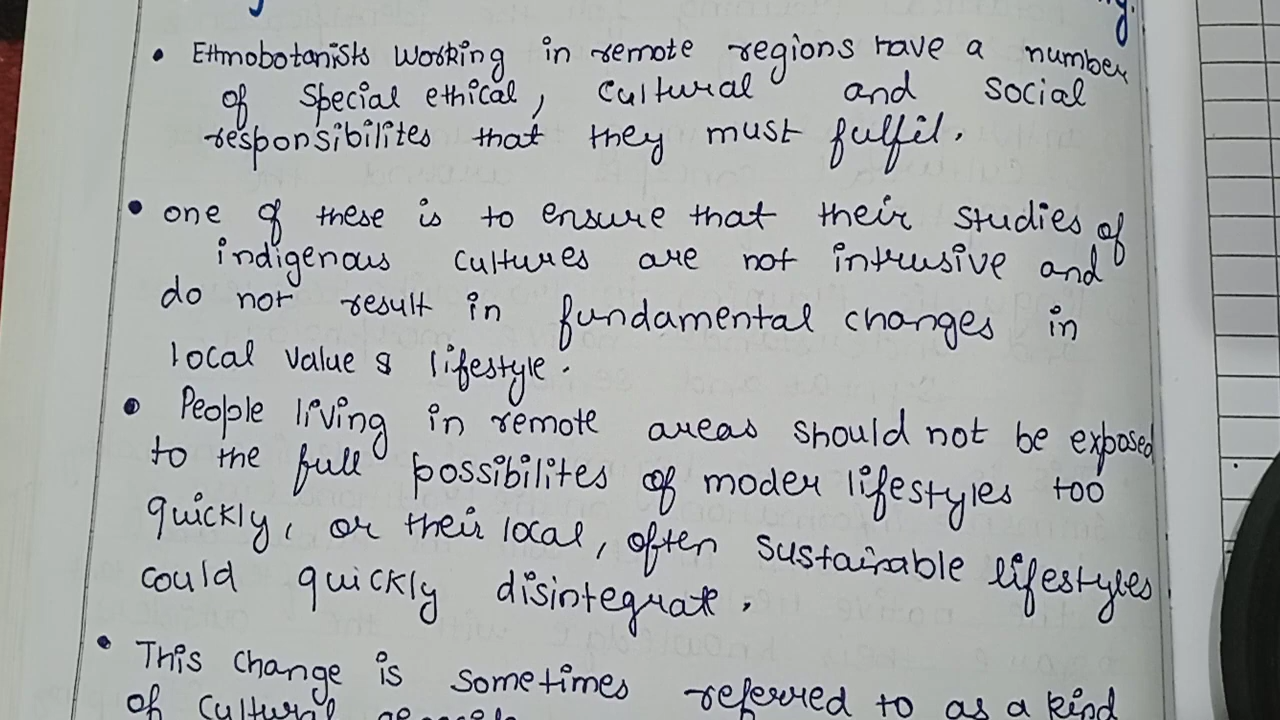 • Ethnobotanists working in remote regions have a number
of special ethical, cultural and social
responsibilites that they must fulfil.
• one of these is to ensure that their studies of
indigenous cultures are not intrusive and
do not result in fundamental changes in
local value & lifestyle.
• People living in remote areas should not be exposed
to the full possibilites of moder lifestyles too
quickly, or their local, often sustainable lifestyles
could quickly disintegrate.
• This change is sometimes referred to as a kind
of cultural